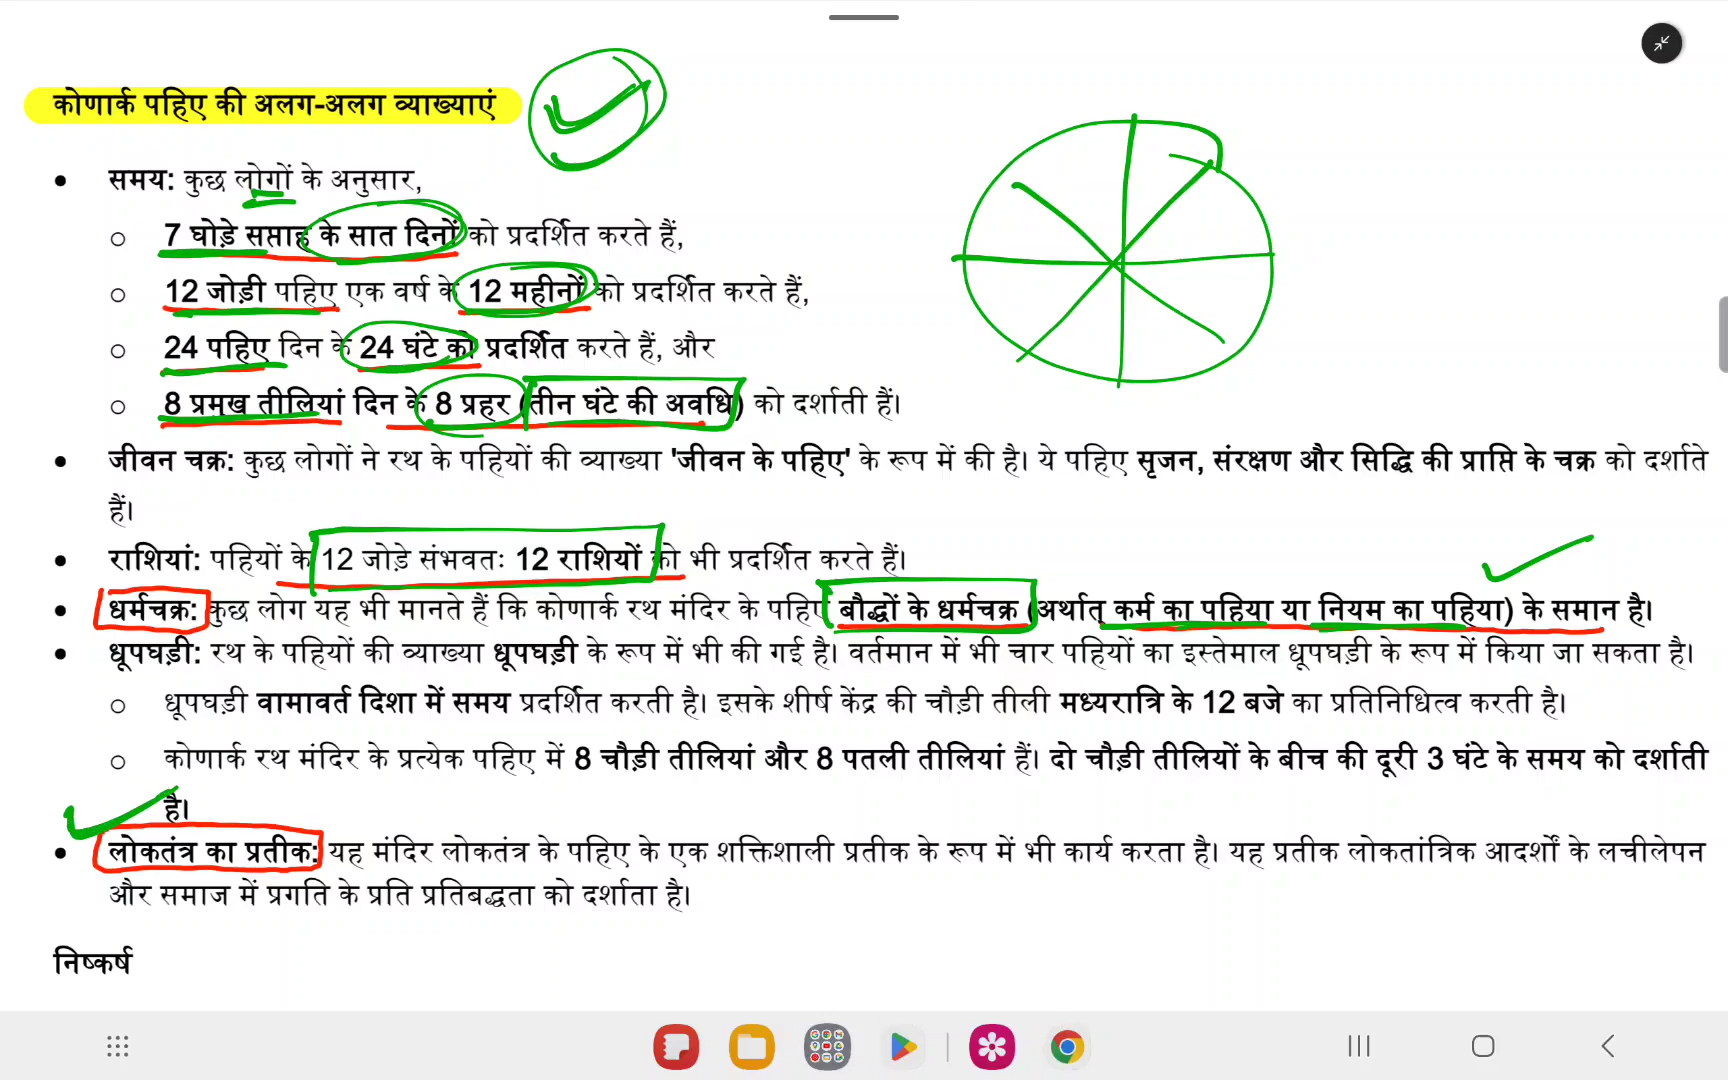 कोणार्क पहिए की अलग-अलग व्याख्याएं
• समय: कुछ लोगों के अनुसार,
○ 7 घोड़े सप्ताह के सात दिनों को प्रदर्शित करते हैं,
○ 12 जोड़ी पहिए एक वर्ष के 12 महीनों को प्रदर्शित करते हैं,
○ 24 पहिए दिन के 24 घंटे को प्रदर्शित करते हैं, और
○ 8 प्रमुख तीलियां दिन के 8 प्रहर (तीन घंटे की अवधि) को दर्शाती हैं।
• जीवन चक्र: कुछ लोगों ने रथ के पहियों की व्याख्या 'जीवन के पहिए' के रूप में की है। ये पहिए सृजन, संरक्षण और सिद्धि की प्राप्ति के चक्र को दर्शाते
हैं।
• राशियां: पहियों के 12 जोड़े संभवतः 12 राशियों को भी प्रदर्शित करते हैं।
• धर्मचक्र: कुछ लोग यह भी मानते हैं कि कोणार्क रथ मंदिर के पहिए बौद्धों के धर्मचक्र (अर्थात् कर्म का पहिया या नियम का पहिया) के समान है।
• धूपघड़ी: रथ के पहियों की व्याख्या धूपघड़ी के रूप में भी की गई है। वर्तमान में भी चार पहियों का इस्तेमाल धूपघड़ी के रूप में किया जा सकता है।
○ धूपघड़ी वामावर्त दिशा में समय प्रदर्शित करती है। इसके शीर्ष केंद्र की चौड़ी तीली मध्यरात्रि के 12 बजे का प्रतिनिधित्व करती है।
○ कोणार्क रथ मंदिर के प्रत्येक पहिए में 8 चौड़ी तीलियां और 8 पतली तीलियां हैं। दो चौड़ी तीलियों के बीच की दूरी 3 घंटे के समय को दर्शाती
है।
• लोकतंत्र का प्रतीक: यह मंदिर लोकतंत्र के पहिए के एक शक्तिशाली प्रतीक के रूप में भी कार्य करता है। यह प्रतीक लोकतांत्रिक आदर्शों के लचीलेपन
और समाज में प्रगति के प्रति प्रतिबद्धता को दर्शाता है।
निष्कर्ष